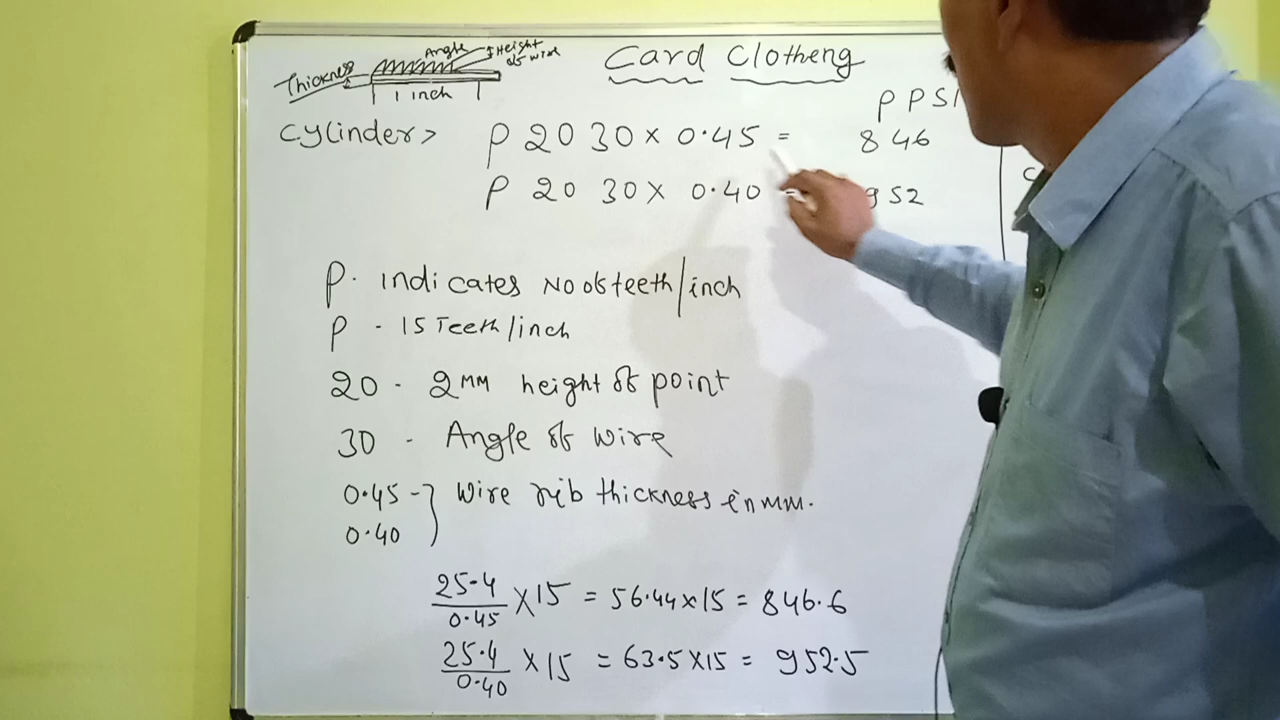 Card Clotheng
Thickness
Angle
Height
of wire
1 inch
PPSI
Cylinder> P 20 30 x 0.45 = 846
P 20 30 x 0.40 = 952
C
P. indicates No of teeth/inch
P - 15 Teeth/inch
20 - 2MM height of point
30 - Angle of wire
0.45 -
0.40
wire rib thickness in mm.
25.4/0.45 x 15 = 56.44 x 15 = 846.6
25.4/0.40 x 15 = 63.5 x 15 = 952.5